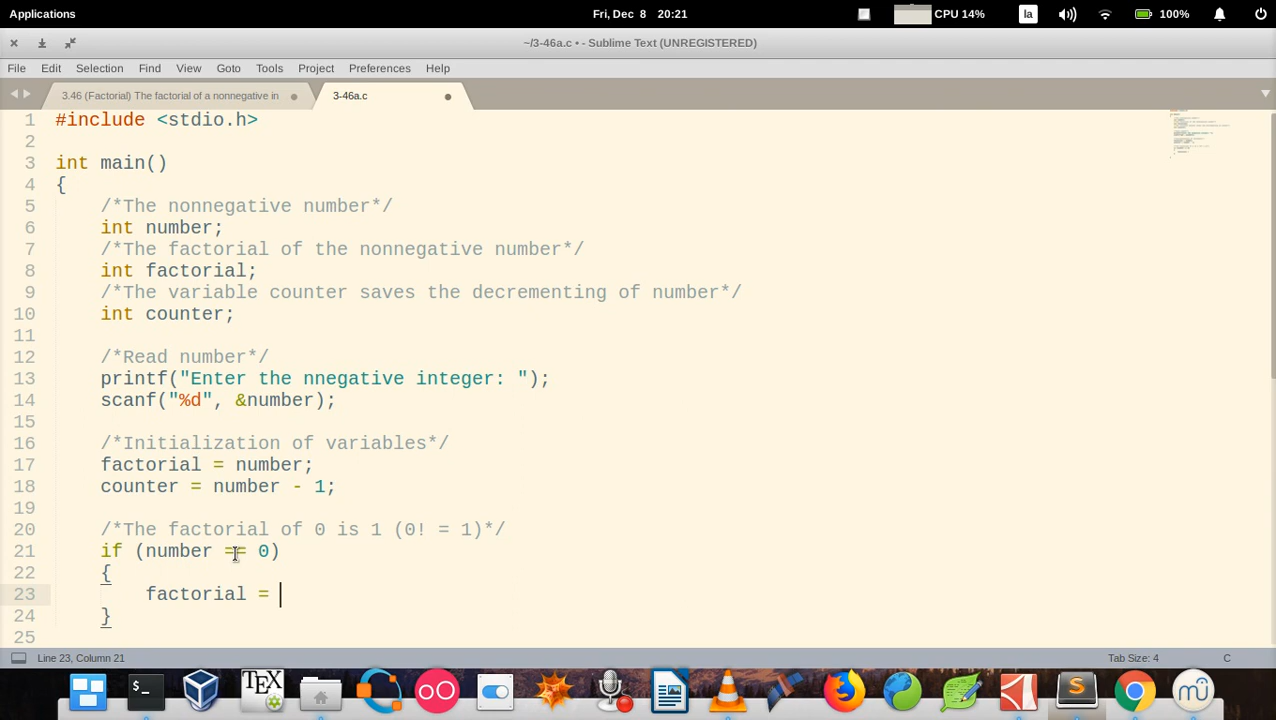 Applications
Fri, Dec 8 20:21
CPU 14%
la
100%
~/3-46a.c • - Sublime Text (UNREGISTERED)
File Edit Selection Find View Goto Tools Project Preferences Help
3.46 (Factorial) The factorial of a nonnegative in
3-46a.c
1 #include <stdio.h>
2
3 int main()
4 {
5 /*The nonnegative number*/
6 int number;
7 /*The factorial of the nonnegative number*/
8 int factorial;
9 /*The variable counter saves the decrementing of number*/
10 int counter;
11
12 /*Read number*/
13 printf("Enter the nnegative integer: ");
14 scanf("%d", &number);
15
16 /*Initialization of variables*/
17 factorial = number;
18 counter = number - 1;
19
20 /*The factorial of 0 is 1 (0! = 1)*/
21 if (number == 0)
22 {
23 factorial =
24 }
25
Line 23, Column 21
Tab Size: 4
C
>_
TEX
mu